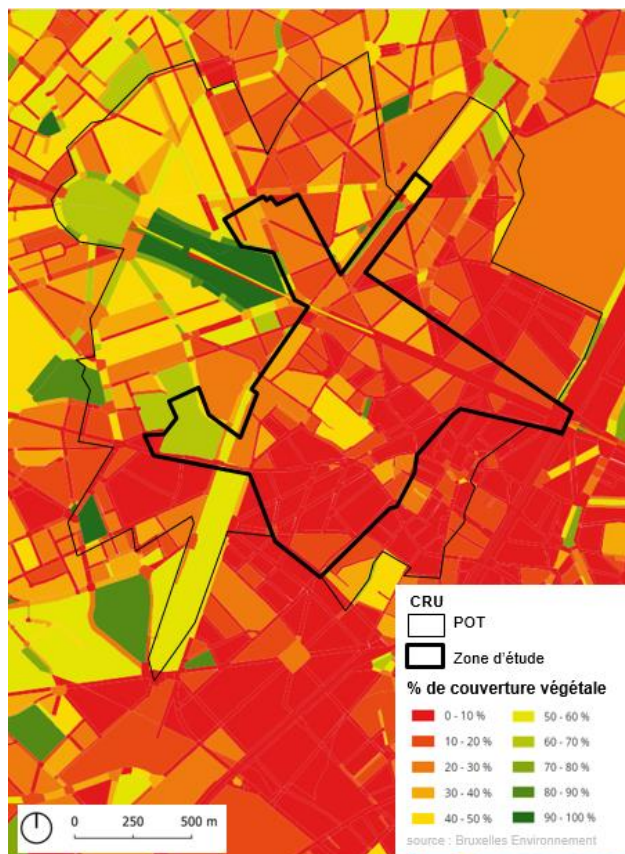 CRU
POT
Zone d'étude
% de couverture végétale
0 - 10 %
10 - 20 %
20 - 30 %
30 - 40 %
40 - 50 %
50 - 60 %
60 - 70 %
70 - 80 %
80 - 90 %
90 - 100 %
source : Bruxelles Environnement
0 250 500 m